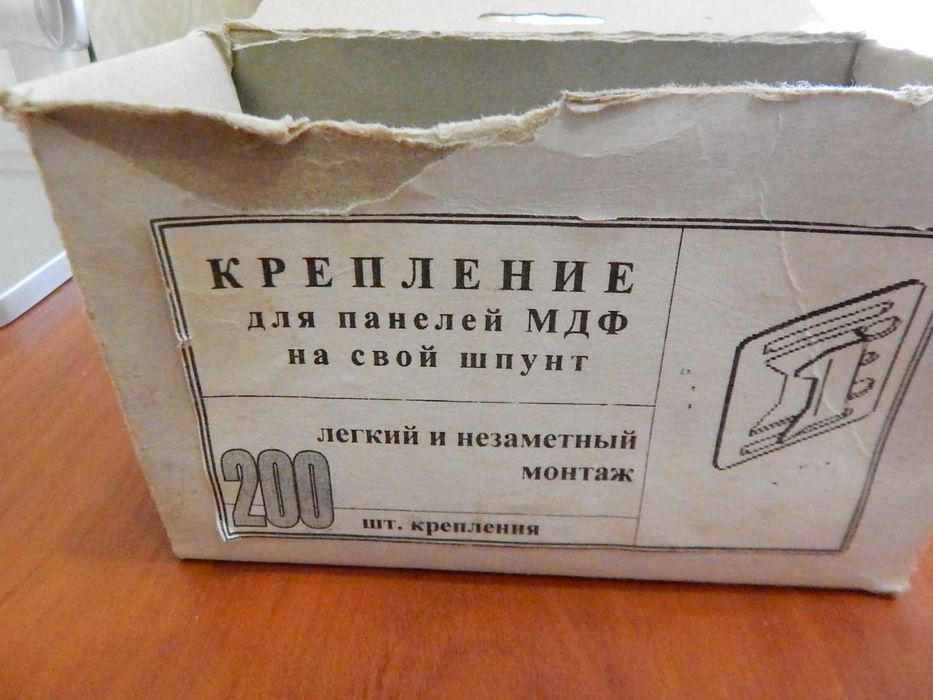 КРЕПЛЕНИЕ
для панелей МДФ
на свой шпунт
легкий и незаметный
монтаж
200
шт. крепления